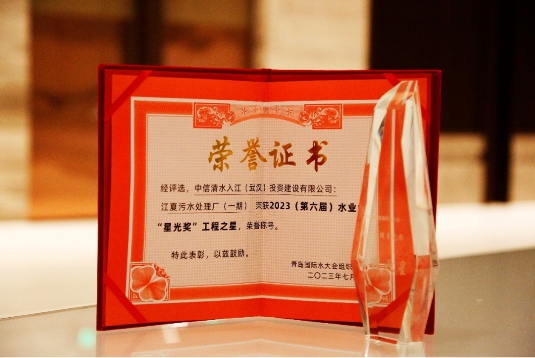 荣誉证书
经评选，中信清水入江（武汉）投资建设有限公司：
江夏污水处理厂（一期） 荣获2023（第六届）水业
“星光奖”工程之星，荣誉称号。
特此表彰，以兹鼓励。
青岛国际水大会组织
二〇二三年七月